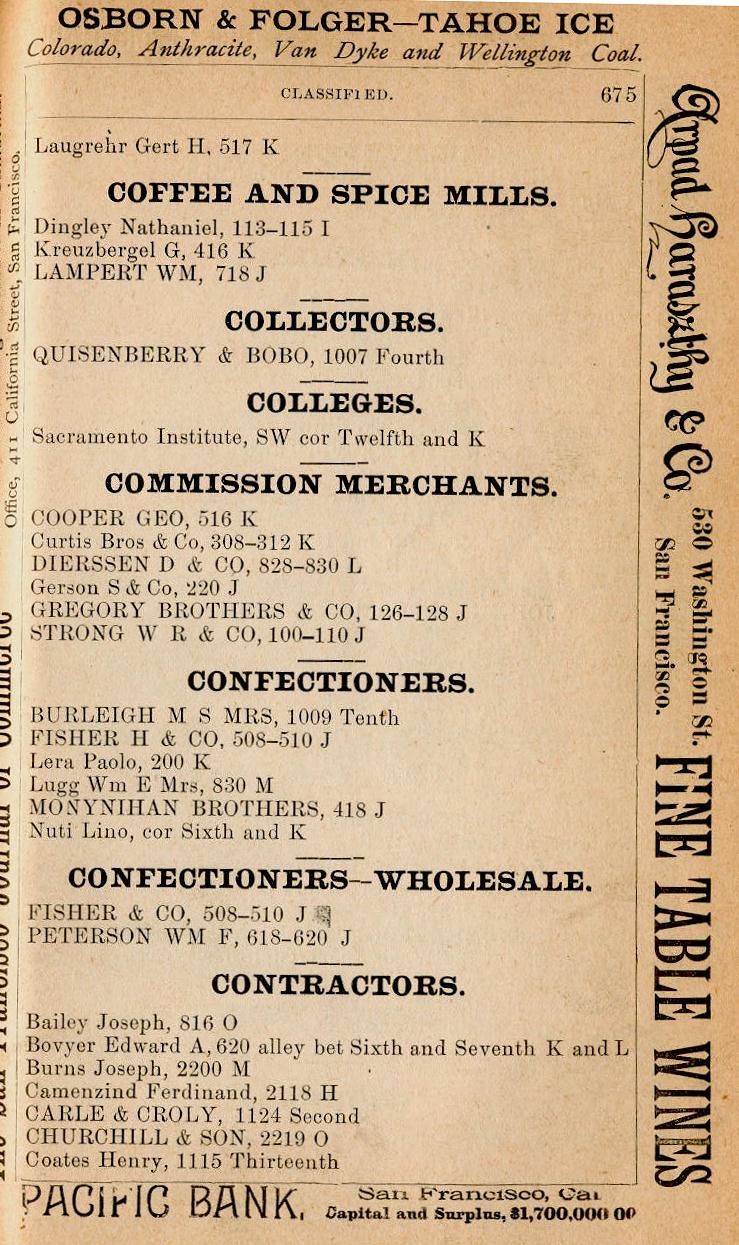 OSBORN & FOLGER—TAHOE ICE
Colorado, Anthracite, Van Dyke and Wellington Coal.
CLASSIFIED.
675
Laugrehr Gert H, 517 K
COFFEE AND SPICE MILLS.
Dingley Nathaniel, 113–115 I
Kreuzbergel G, 416 K
LAMPERT WM, 718 J
COLLECTORS.
QUISENBERRY & BOBO, 1007 Fourth
COLLEGES.
Sacramento Institute, SW cor Twelfth and K
COMMISSION MERCHANTS.
COOPER GEO, 516 K
Curtis Bros & Co, 308–312 K
DIERSSEN D & CO, 828–830 L
Gerson S & Co, 220 J
GREGORY BROTHERS & CO, 126–128 J
STRONG W R & CO, 100–110 J
CONFECTIONERS.
BURLEIGH M S MRS, 1009 Tenth
FISHER H & CO, 508–510 J
Lera Paolo, 200 K
Lugg Wm E Mrs, 830 M
MONYNIHAN BROTHERS, 418 J
Nuti Lino, cor Sixth and K
CONFECTIONERS—WHOLESALE.
FISHER & CO, 508–510 J
PETERSON WM F, 618–620 J
CONTRACTORS.
Bailey Joseph, 816 O
Bovyer Edward A, 620 alley bet Sixth and Seventh K and L
Burns Joseph, 2200 M
Camenzind Ferdinand, 2118 H
CARLE & CROLY, 1124 Second
CHURCHILL & SON, 2219 O
Coates Henry, 1115 Thirteenth
PACIFIC BANK,
San Francisco, Cal
Capital and Surplus, $1,700,000 00
Arpad Haraszthy & Co.
530 Washington St.
San Francisco.
FINE TABLE WINES
Office, 411 California Street, San Francisco.
San Francisco Journal of Commerce